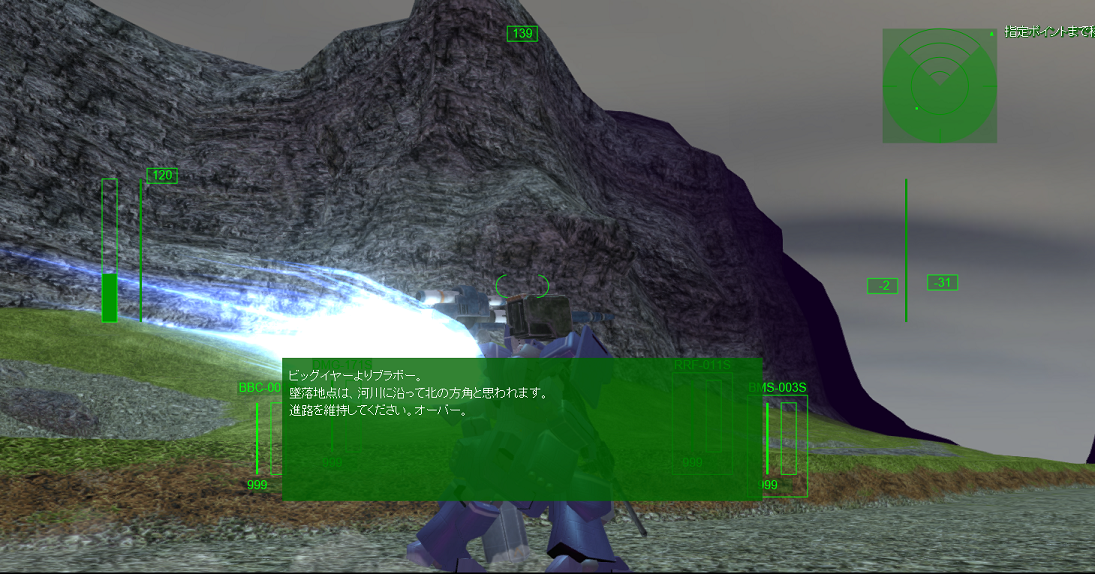 139
指定ポイントまで
120
-2
-31
RRF-011S
BBC-00
BMS-003S
ビッグイヤーよりブラボー。
墜落地点は、河川に沿って北の方角と思われます。
進路を維持してください。オーバー。
999
999
999
999